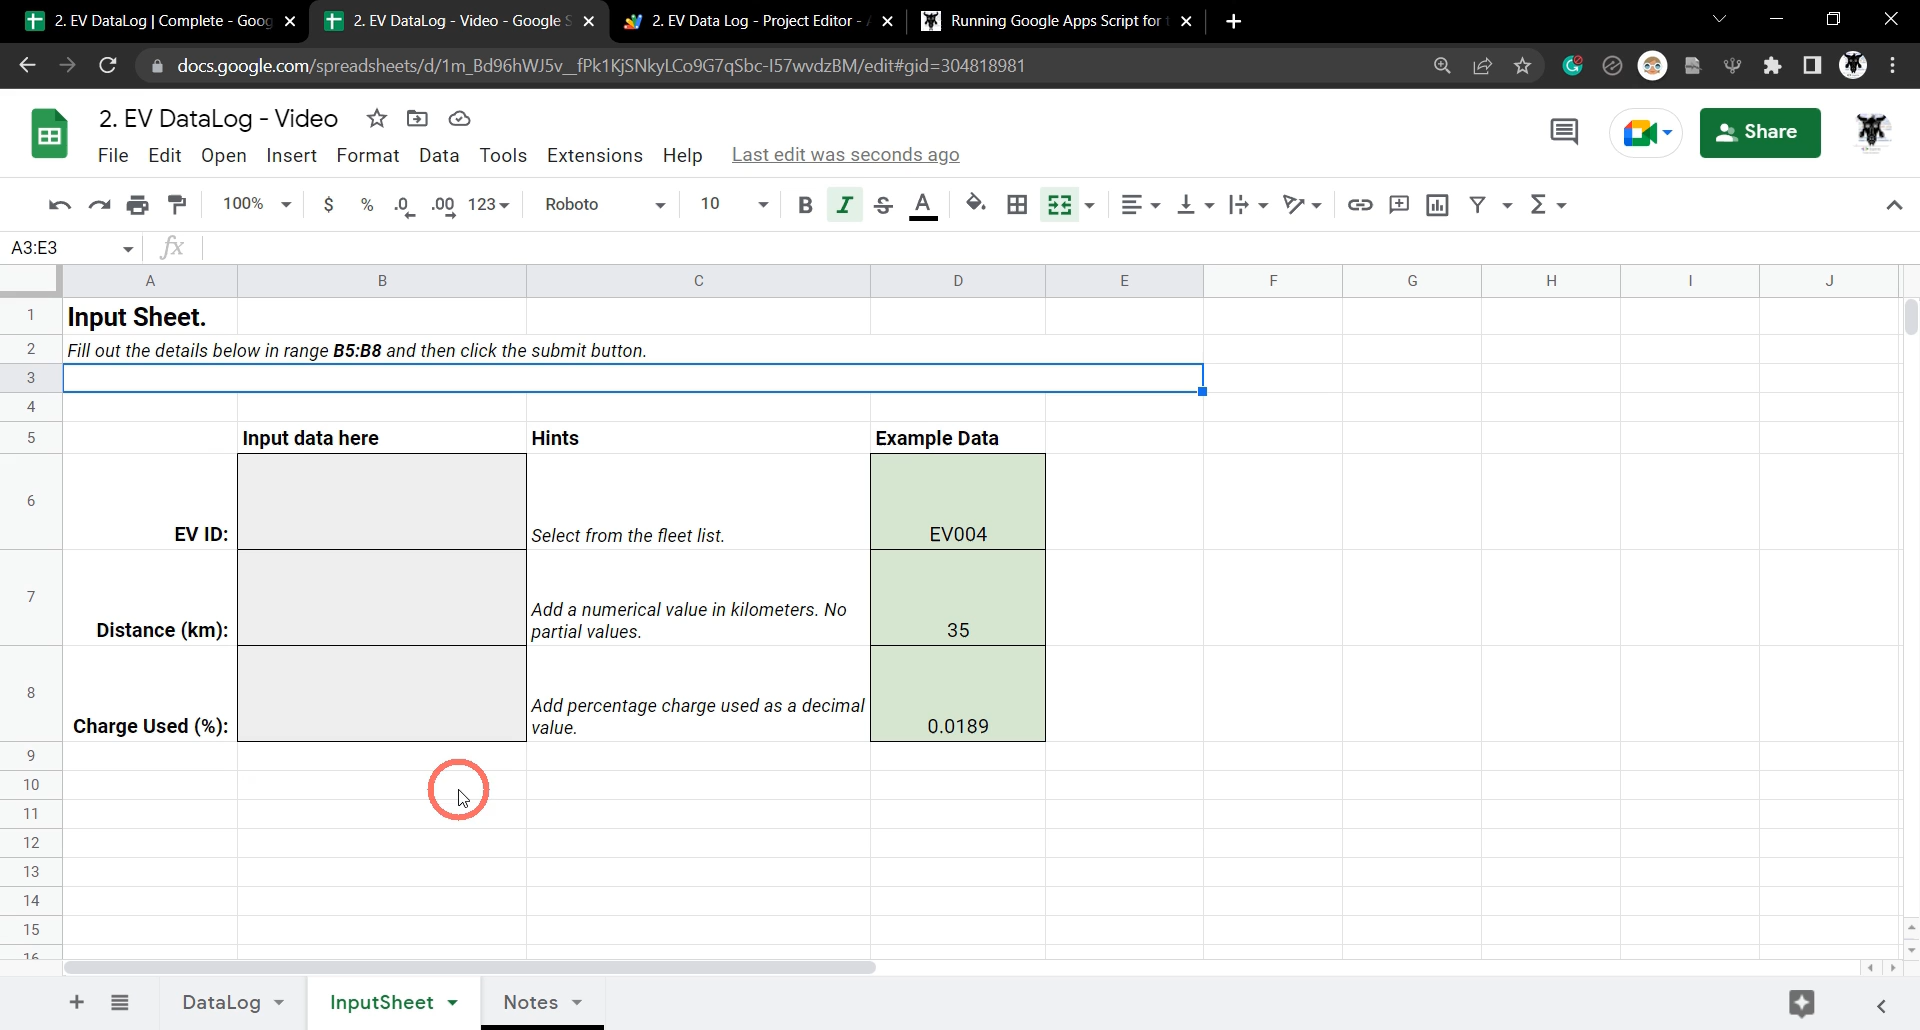 2. EV DataLog | Complete - Goog
2. EV DataLog - Video - Google S
2. EV Data Log - Project Editor - A
Running Google Apps Script for t
docs.google.com/spreadsheets/d/1m_Bd96hWJ5v__fPk1KjSNkyLCo9G7qSbc-I57wvdzBM/edit#gid=304818981
2. EV DataLog - Video
Share
File Edit Open Insert Format Data Tools Extensions Help Last edit was seconds ago
100% $ % .0 .00 123 Roboto 10 B I S A Σ
A3:E3 fx
A B C D E F G H I J
1 Input Sheet.
2 Fill out the details below in range B5:B8 and then click the submit button.
3
4
5 Input data here Hints Example Data
6 EV ID: Select from the fleet list. EV004
7 Distance (km): Add a numerical value in kilometers. No partial values. 35
8 Charge Used (%): Add percentage charge used as a decimal value. 0.0189
9
10
11
12
13
14
15
16
+ DataLog InputSheet Notes